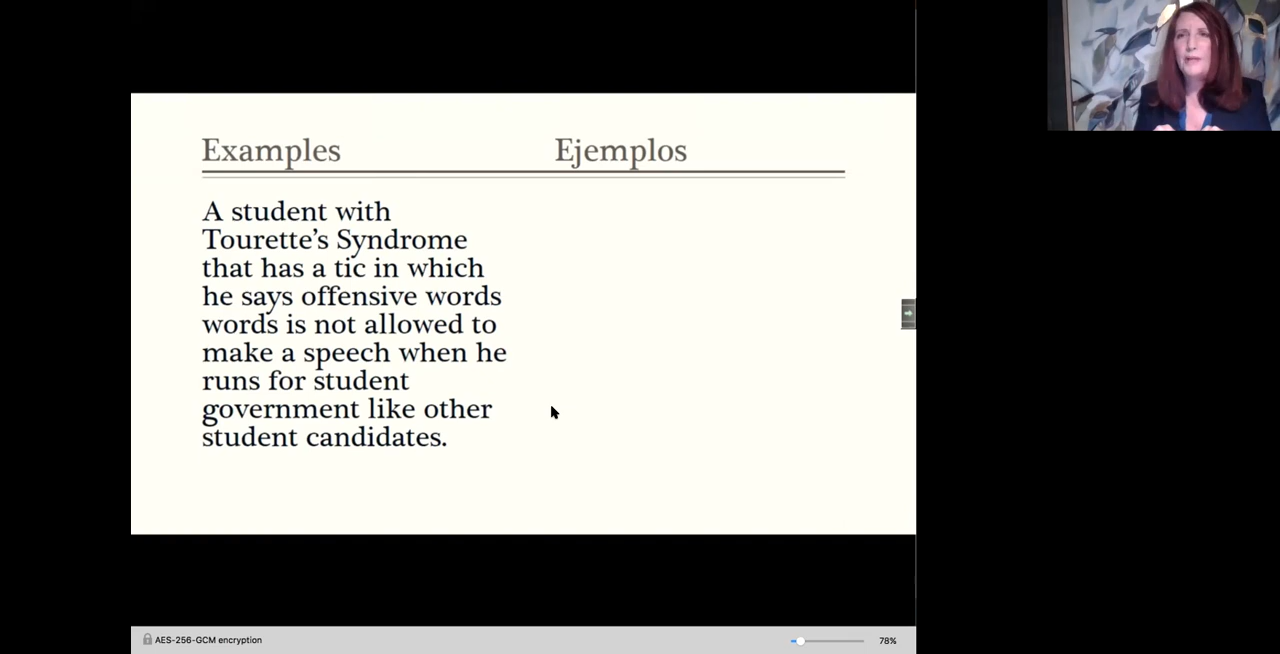 Examples
Ejemplos
A student with
Tourette’s Syndrome
that has a tic in which
he says offensive words
words is not allowed to
make a speech when he
runs for student
government like other
student candidates.
AES-256-GCM encryption
78%